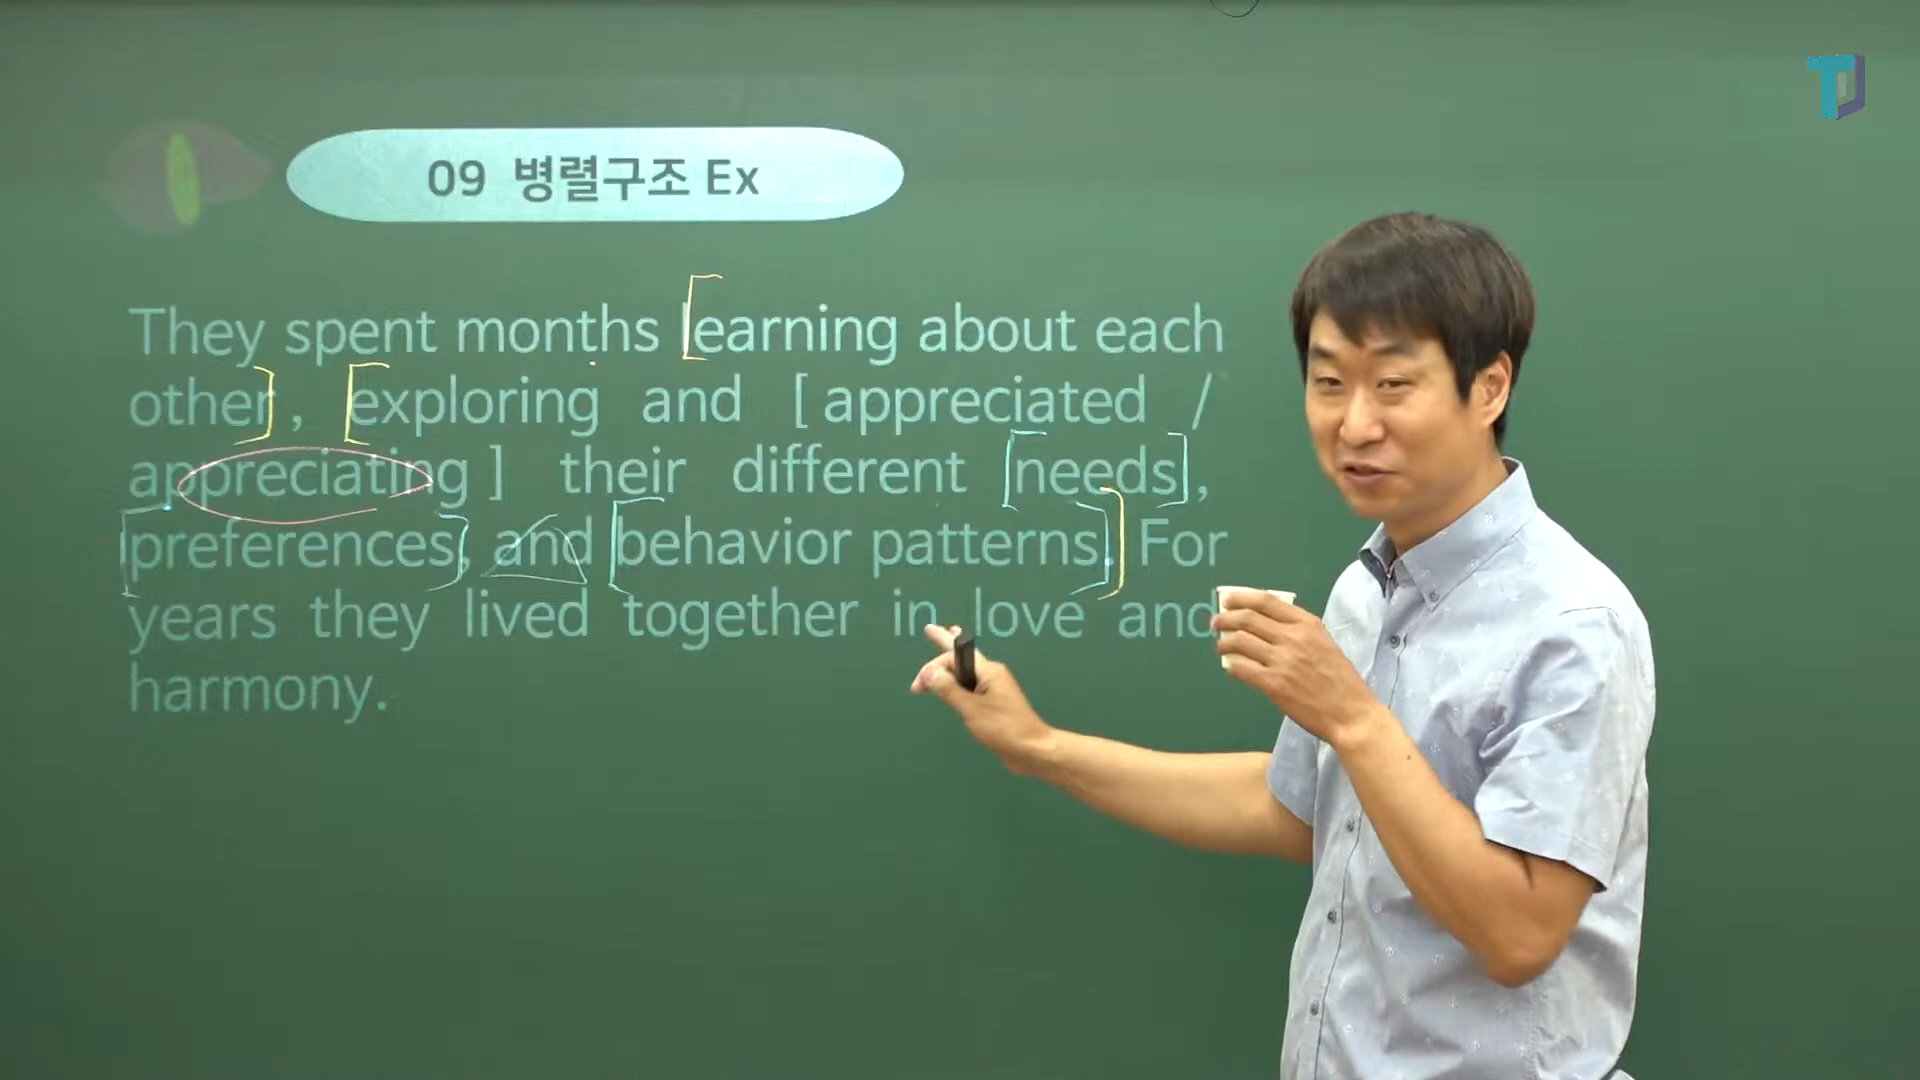 09 병렬구조 Ex
They spent months learning about each
other, exploring and [appreciated /
appreciating] their different needs,
preferences, and behavior patterns. For
years they lived together in love and
harmony.